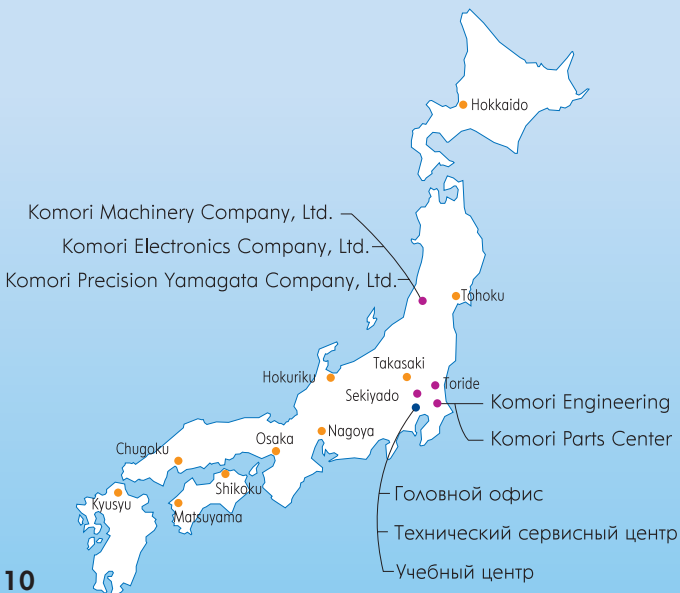 Hokkaido
Komori Machinery Company, Ltd.
Komori Electronics Company, Ltd.
Komori Precision Yamagata Company, Ltd.
Tohoku
Takasaki
Hokuriku
Toride
Sekiyado
Komori Engineering
Nagoya
Osaka
Komori Parts Center
Chugoku
Shikoku
Kyusyu
Matsuyama
Головной офис
Технический сервисный центр
Учебный центр
10